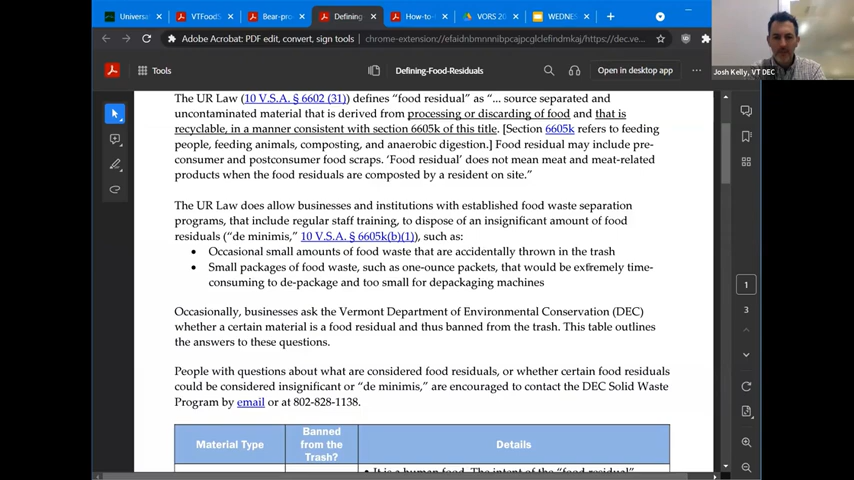 Universa
VTFoodS
Bear-pro
Defining
How-to-
VORS 20
WEDNES
Adobe Acrobat: PDF edit, convert, sign tools
chrome-extension://efaidnbmnnnibpcajpcglclefindmkaj/https://dec.ve...
Josh Kelly, VT DEC
Tools
Defining-Food-Residuals
Open in desktop app
The UR Law (10 V.S.A. § 6602 (31)) defines “food residual” as “... source separated and
uncontaminated material that is derived from processing or discarding of food and that is
recyclable, in a manner consistent with section 6605k of this title. [Section 6605k refers to feeding
people, feeding animals, composting, and anaerobic digestion.] Food residual may include pre-
consumer and postconsumer food scraps. ‘Food residual’ does not mean meat and meat-related
products when the food residuals are composted by a resident on site.”
The UR Law does allow businesses and institutions with established food waste separation
programs, that include regular staff training, to dispose of an insignificant amount of food
residuals (“de minimis,” 10 V.S.A. § 6605k(b)(1)), such as:
• Occasional small amounts of food waste that are accidentally thrown in the trash
• Small packages of food waste, such as one-ounce packets, that would be extremely time-
consuming to de-package and too small for depackaging machines
Occasionally, businesses ask the Vermont Department of Environmental Conservation (DEC)
whether a certain material is a food residual and thus banned from the trash. This table outlines
the answers to these questions.
People with questions about what are considered food residuals, or whether certain food residuals
could be considered insignificant or “de minimis,” are encouraged to contact the DEC Solid Waste
Program by email or at 802-828-1138.
1
3
Material Type
Banned
from the
Trash?
Details
• It is a human food. The intent of the “food residual”